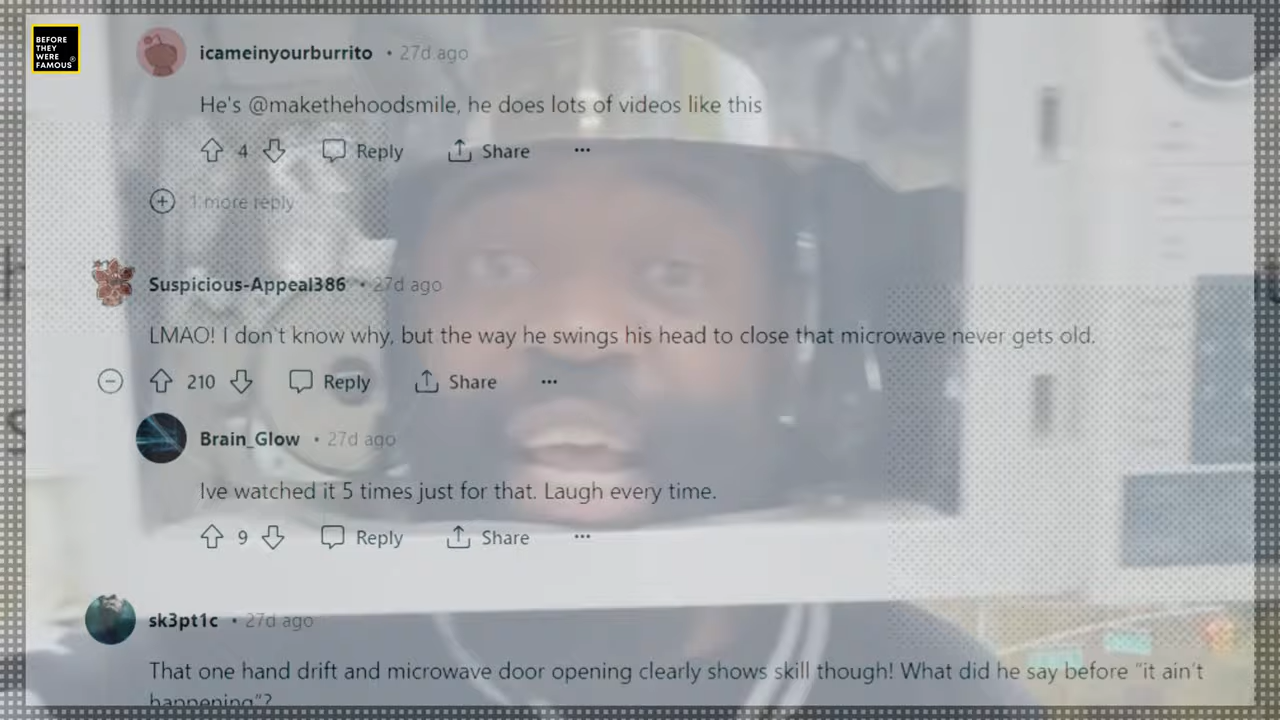 BEFORE
THEY
WERE
FAMOUS®
icameinyourburrito • 27d ago
He's @makethehoodsmile, he does lots of videos like this
4 Reply Share ...
1 more reply
Suspicious-Appeal386 • 27d ago
LMAO! I don't know why, but the way he swings his head to close that microwave never gets old.
210 Reply Share ...
Brain_Glow • 27d ago
Ive watched it 5 times just for that. Laugh every time.
9 Reply Share ...
sk3pt1c • 27d ago
That one hand drift and microwave door opening clearly shows skill though! What did he say before "it ain't
happening"?